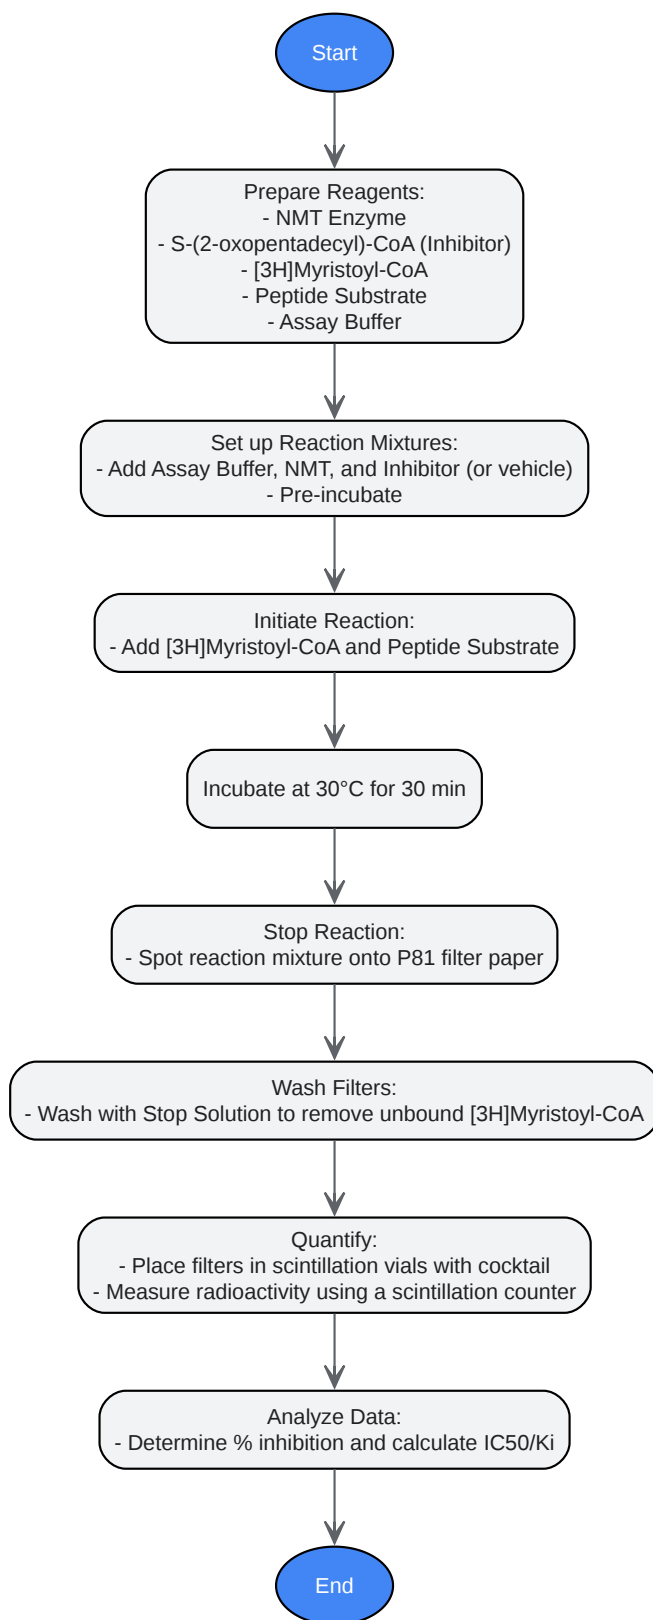 Start
Prepare Reagents:
- NMT Enzyme
- S-(2-oxopentadecyl)-CoA (Inhibitor)
- [3H]Myristoyl-CoA
- Peptide Substrate
- Assay Buffer
Set up Reaction Mixtures:
- Add Assay Buffer, NMT, and Inhibitor (or vehicle)
- Pre-incubate
Initiate Reaction:
- Add [3H]Myristoyl-CoA and Peptide Substrate
Incubate at 30°C for 30 min
Stop Reaction:
- Spot reaction mixture onto P81 filter paper
Wash Filters:
- Wash with Stop Solution to remove unbound [3H]Myristoyl-CoA
Quantify:
- Place filters in scintillation vials with cocktail
- Measure radioactivity using a scintillation counter
Analyze Data:
- Determine % inhibition and calculate IC50/Ki
End